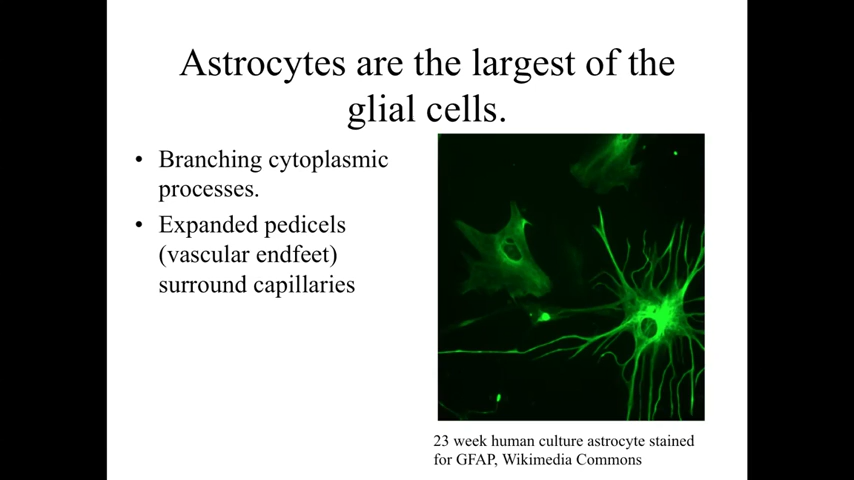 Astrocytes are the largest of the
glial cells.
• Branching cytoplasmic
processes.
• Expanded pedicels
(vascular endfeet)
surround capillaries
23 week human culture astrocyte stained
for GFAP, Wikimedia Commons